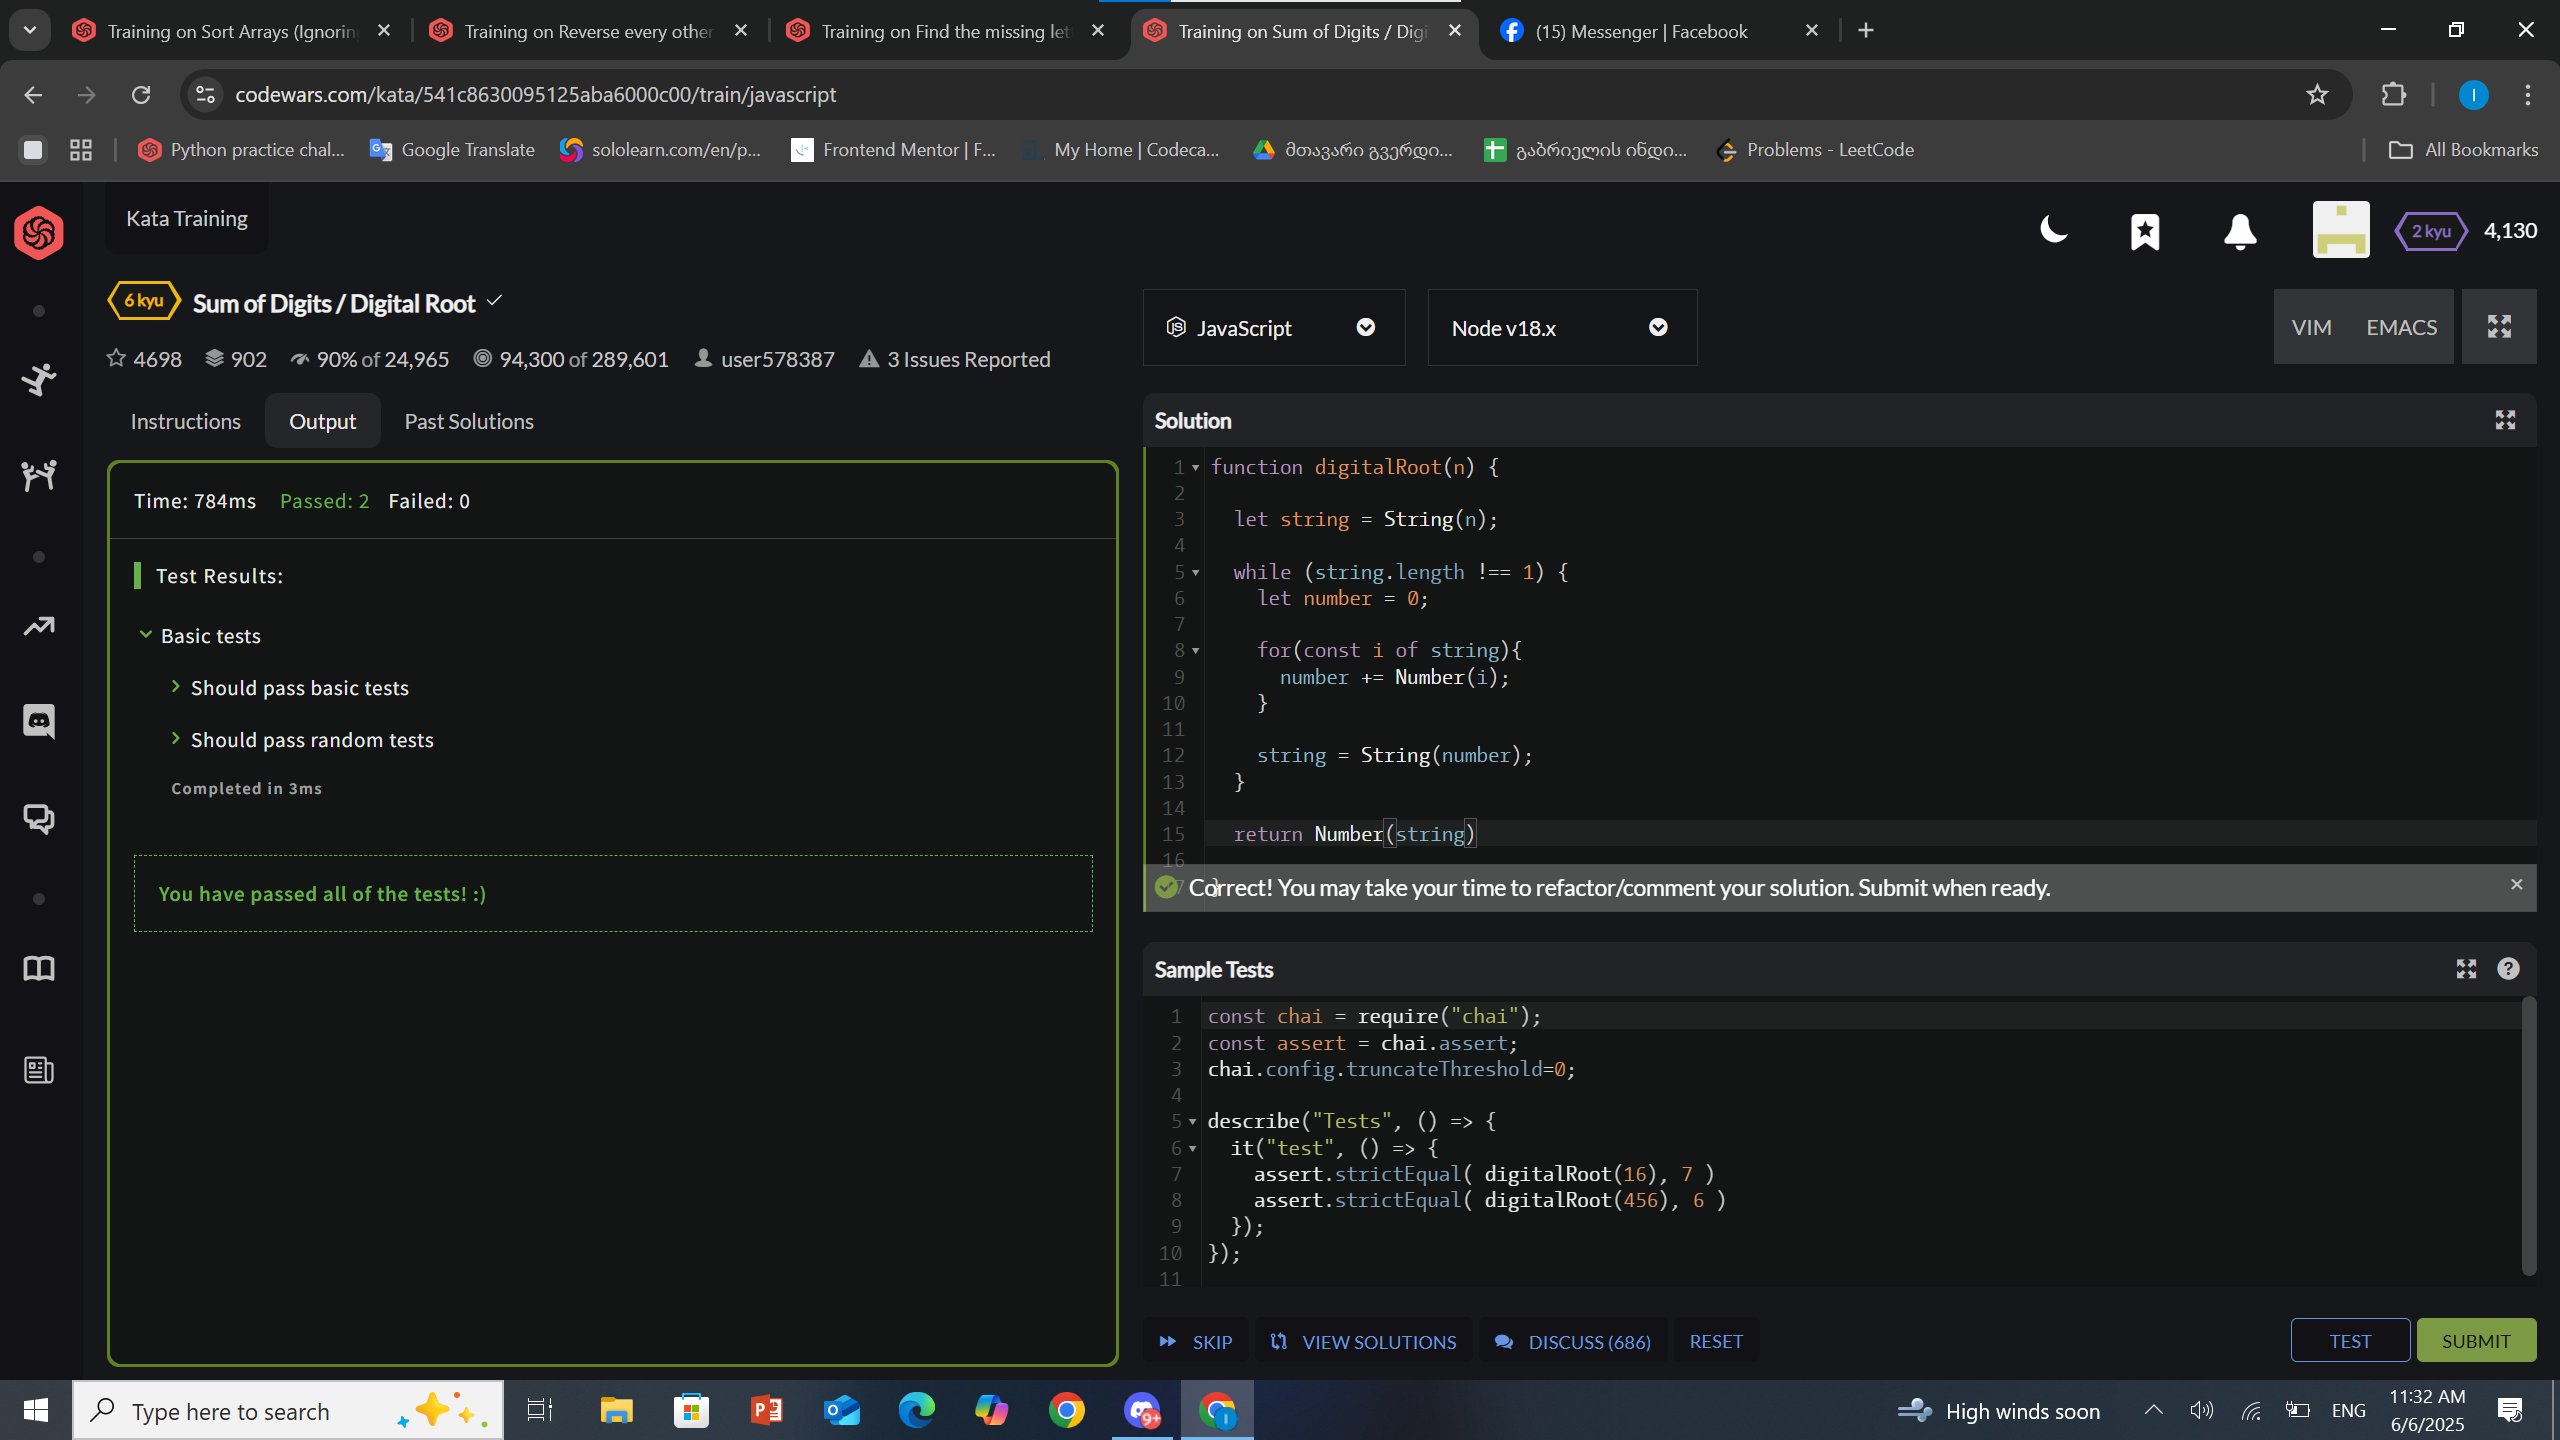 Training on Sort Arrays (Ignorin
Training on Reverse every other
Training on Find the missing let
Training on Sum of Digits / Digi
(15) Messenger | Facebook
codewars.com/kata/541c8630095125aba6000c00/train/javascript
I
Python practice chal...
Google Translate
sololearn.com/en/p...
Frontend Mentor | F...
My Home | Codeca...
მთავარი გვერდი...
გაბრიელის ინდი...
Problems - LeetCode
All Bookmarks
Kata Training
2 kyu
4,130
6 kyu
Sum of Digits / Digital Root
4698
902
90% of 24,965
94,300 of 289,601
user578387
3 Issues Reported
JavaScript
Node v18.x
VIM
EMACS
Instructions
Output
Past Solutions
Time: 784ms
Passed: 2
Failed: 0
Test Results:
Basic tests
Should pass basic tests
Should pass random tests
Completed in 3ms
You have passed all of the tests! :)
Solution
1 function digitalRoot(n) {
2
3 let string = String(n);
4
5 while (string.length !== 1) {
6 let number = 0;
7
8 for(const i of string){
9 number += Number(i);
10 }
11
12 string = String(number);
13 }
14
15 return Number(string)
16
7 }
Correct! You may take your time to refactor/comment your solution. Submit when ready.
Sample Tests
1 const chai = require("chai");
2 const assert = chai.assert;
3 chai.config.truncateThreshold=0;
4
5 describe("Tests", () => {
6 it("test", () => {
7 assert.strictEqual( digitalRoot(16), 7 )
8 assert.strictEqual( digitalRoot(456), 6 )
9 });
10 });
11
SKIP
VIEW SOLUTIONS
DISCUSS (686)
RESET
TEST
SUBMIT
Type here to search
9+
High winds soon
ENG
11:32 AM
6/6/2025